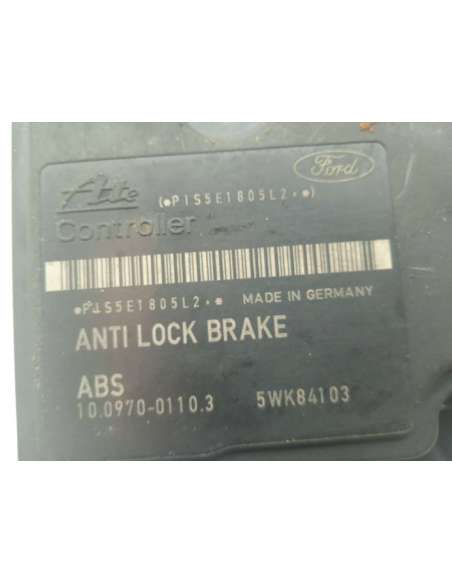 Ate (•P1S5E1805L2•*) Ford
Controller
•P1S5E1805L2•* MADE IN GERMANY
ANTI LOCK BRAKE
ABS
10.0970-0110.3 5WK84103